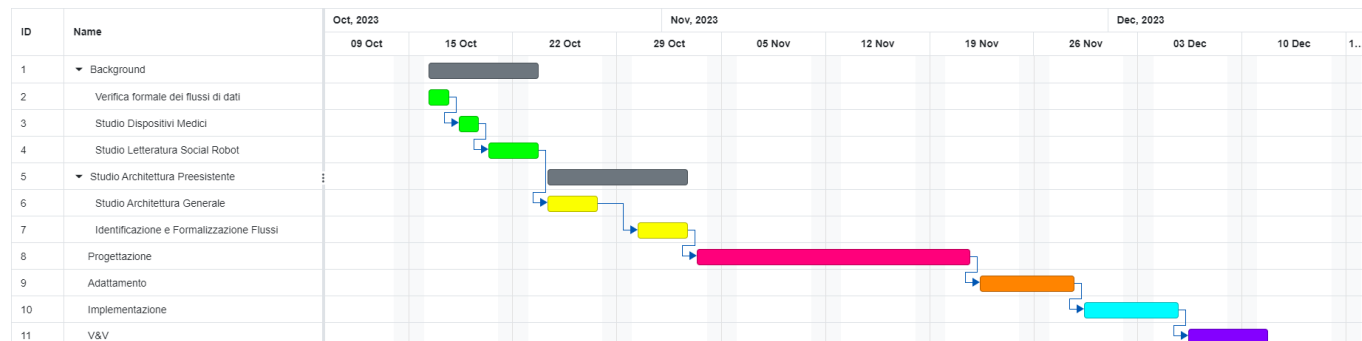 ID Name Oct, 2023 Nov, 2023 Dec, 2023
09 Oct 15 Oct 22 Oct 29 Oct 05 Nov 12 Nov 19 Nov 26 Nov 03 Dec 10 Dec 1...
1 Background
2 Verifica formale dei flussi di dati
3 Studio Dispositivi Medici
4 Studio Letteratura Social Robot
5 Studio Architettura Preesistente
6 Studio Architettura Generale
7 Identificazione e Formalizzazione Flussi
8 Progettazione
9 Adattamento
10 Implementazione
11 V&V